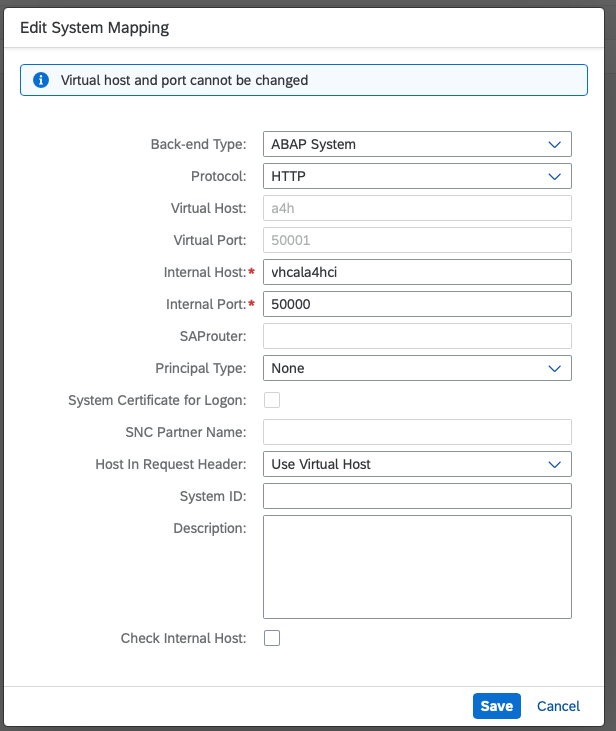 Edit System Mapping
Virtual host and port cannot be changed
Back-end Type: ABAP System
Protocol: HTTP
Virtual Host: a4h
Virtual Port: 50001
Internal Host:* vhcala4hci
Internal Port:* 50000
SAProuter:
Principal Type: None
System Certificate for Logon:
SNC Partner Name:
Host In Request Header: Use Virtual Host
System ID:
Description:
Check Internal Host:
Save Cancel